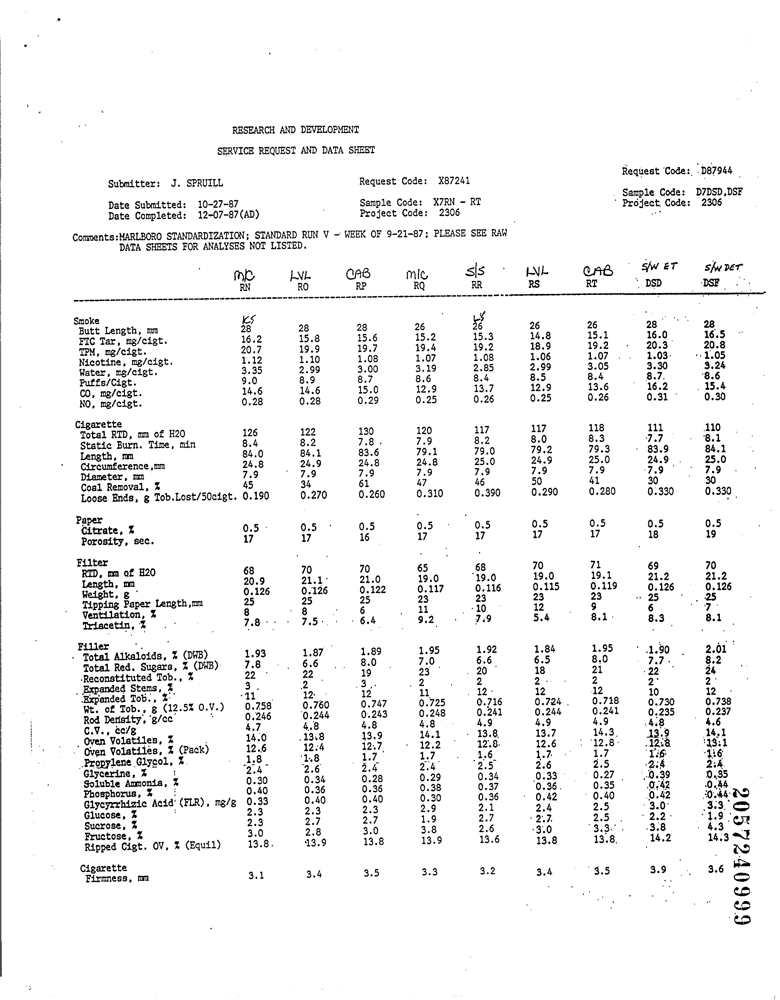 RESEARCH AND DEVELOPMENT
SERVICE REQUEST AND DATA SHEET
Request Code: D87944
Submitter: J. SPRUILL Request Code: X87241
Sample Code: D7DSD,DSF
Date Submitted: 10-27-87 Sample Code: X7RN - RT Project Code: 2306
Date Completed: 12-07-87(AD) Project Code: 2306
Comments:MARLBORO STANDARDIZATION; STANDARD RUN V - WEEK OF 9-21-87; PLEASE SEE RAW
DATA SHEETS FOR ANALYSES NOT LISTED.
M/C LVL CAB M/C S/S LVL CAB S/W ET S/W DET
RN RO RP RQ RR RS RT DSD DSF
Smoke KS
Butt Length, mm 28 28 28 26 26 26 26 28 28
FTC Tar, mg/cigt. 16.2 15.8 15.6 15.2 15.3 14.8 15.1 16.0 16.5
TPM, mg/cigt. 20.7 19.9 19.7 19.4 19.2 18.9 19.2 20.3 20.8
Nicotine, mg/cigt. 1.12 1.10 1.08 1.07 1.08 1.06 1.07 1.03 1.05
Water, mg/cigt. 3.35 2.99 3.00 3.19 2.85 2.99 3.05 3.30 3.24
Puffs/Cigt. 9.0 8.9 8.7 8.6 8.4 8.5 8.4 8.7 8.6
CO, mg/cigt. 14.6 14.6 15.0 12.9 13.7 12.9 13.6 16.2 15.4
NO, mg/cigt. 0.28 0.28 0.29 0.25 0.26 0.25 0.26 0.31 0.30
Cigarette
Total RTD, mm of H2O 126 122 130 120 117 117 118 111 110
Static Burn. Time, min 8.4 8.2 7.8 7.9 8.2 8.0 8.3 7.7 8.1
Length, mm 84.0 84.1 83.6 79.1 79.0 79.2 79.3 83.9 84.1
Circumference,mm 24.8 24.9 24.8 24.8 25.0 24.9 25.0 24.9 25.0
Diameter, mm 7.9 7.9 7.9 7.9 7.9 7.9 7.9 7.9 7.9
Coal Removal, % 45 34 61 47 46 50 41 30 30
Loose Ends, g Tob.Lost/50cigt. 0.190 0.270 0.260 0.310 0.390 0.290 0.280 0.330 0.330
Paper
Citrate, % 0.5 0.5 0.5 0.5 0.5 0.5 0.5 0.5 0.5
Porosity, sec. 17 17 16 17 17 17 17 18 19
Filter
RTD, mm of H2O 68 70 70 65 68 70 71 69 70
Length, mm 20.9 21.1 21.0 19.0 19.0 19.0 19.1 21.2 21.2
Weight, g 0.126 0.126 0.122 0.117 0.116 0.115 0.119 0.126 0.126
Tipping Paper Length,mm 25 25 25 23 23 23 23 25 25
Ventilation, % 8 8 6 11 10 12 9 6 7
Triacetin, % 7.8 7.5 6.4 9.2 7.9 5.4 8.1 8.3 8.1
Filler
Total Alkaloids, % (DWB) 1.93 1.87 1.89 1.95 1.92 1.84 1.95 1.90 2.01
Total Red. Sugars, % (DWB) 7.8 6.6 8.0 7.0 6.6 6.5 8.0 7.7 8.2
Reconstituted Tob., % 22 22 19 23 20 18 21 22 24
Expanded Stems, % 3 2 3 2 2 2 2 2 2
Expanded Tob., % 11 12 12 11 12 12 12 10 12
Wt. of Tob., g (12.5% O.V.) 0.758 0.760 0.747 0.725 0.716 0.724 0.718 0.730 0.738
Rod Density, g/cc 0.246 0.244 0.243 0.248 0.241 0.244 0.241 0.235 0.237
C.V., cc/g 4.7 4.8 4.8 4.8 4.9 4.9 4.9 4.8 4.6
Oven Volatiles, % 14.0 13.8 13.9 14.1 13.8 13.7 14.3 13.9 14.1
Oven Volatiles, % (Pack) 12.6 12.4 12.7 12.2 12.8 12.6 12.8 12.8 13.1
Propylene Glycol, % 1.8 1.8 1.7 1.7 1.6 1.7 1.7 1.6 1.6
Glycerine, % 2.4 2.6 2.4 2.4 2.5 2.6 2.5 2.4 2.4
Soluble Ammonia, % 0.30 0.34 0.28 0.29 0.34 0.33 0.27 0.39 0.35
Phosphorus, % 0.40 0.36 0.36 0.38 0.37 0.36 0.35 0.42 0.44
Glycyrrhizic Acid (FLR), mg/g 0.33 0.40 0.40 0.30 0.36 0.42 0.40 0.42 0.44
Glucose, % 2.3 2.3 2.3 2.9 2.1 2.4 2.5 3.0 3.3
Sucrose, % 2.3 2.7 2.7 1.9 2.7 2.7 2.5 2.2 1.9
Fructose, % 3.0 2.8 3.0 3.8 2.6 3.0 3.3 3.8 4.3
Ripped Cigt. OV, % (Equil) 13.8 13.9 13.8 13.9 13.6 13.8 13.8 14.2 14.3
Cigarette
Firmness, mm 3.1 3.4 3.5 3.3 3.2 3.4 3.5 3.9 3.6
2057240999